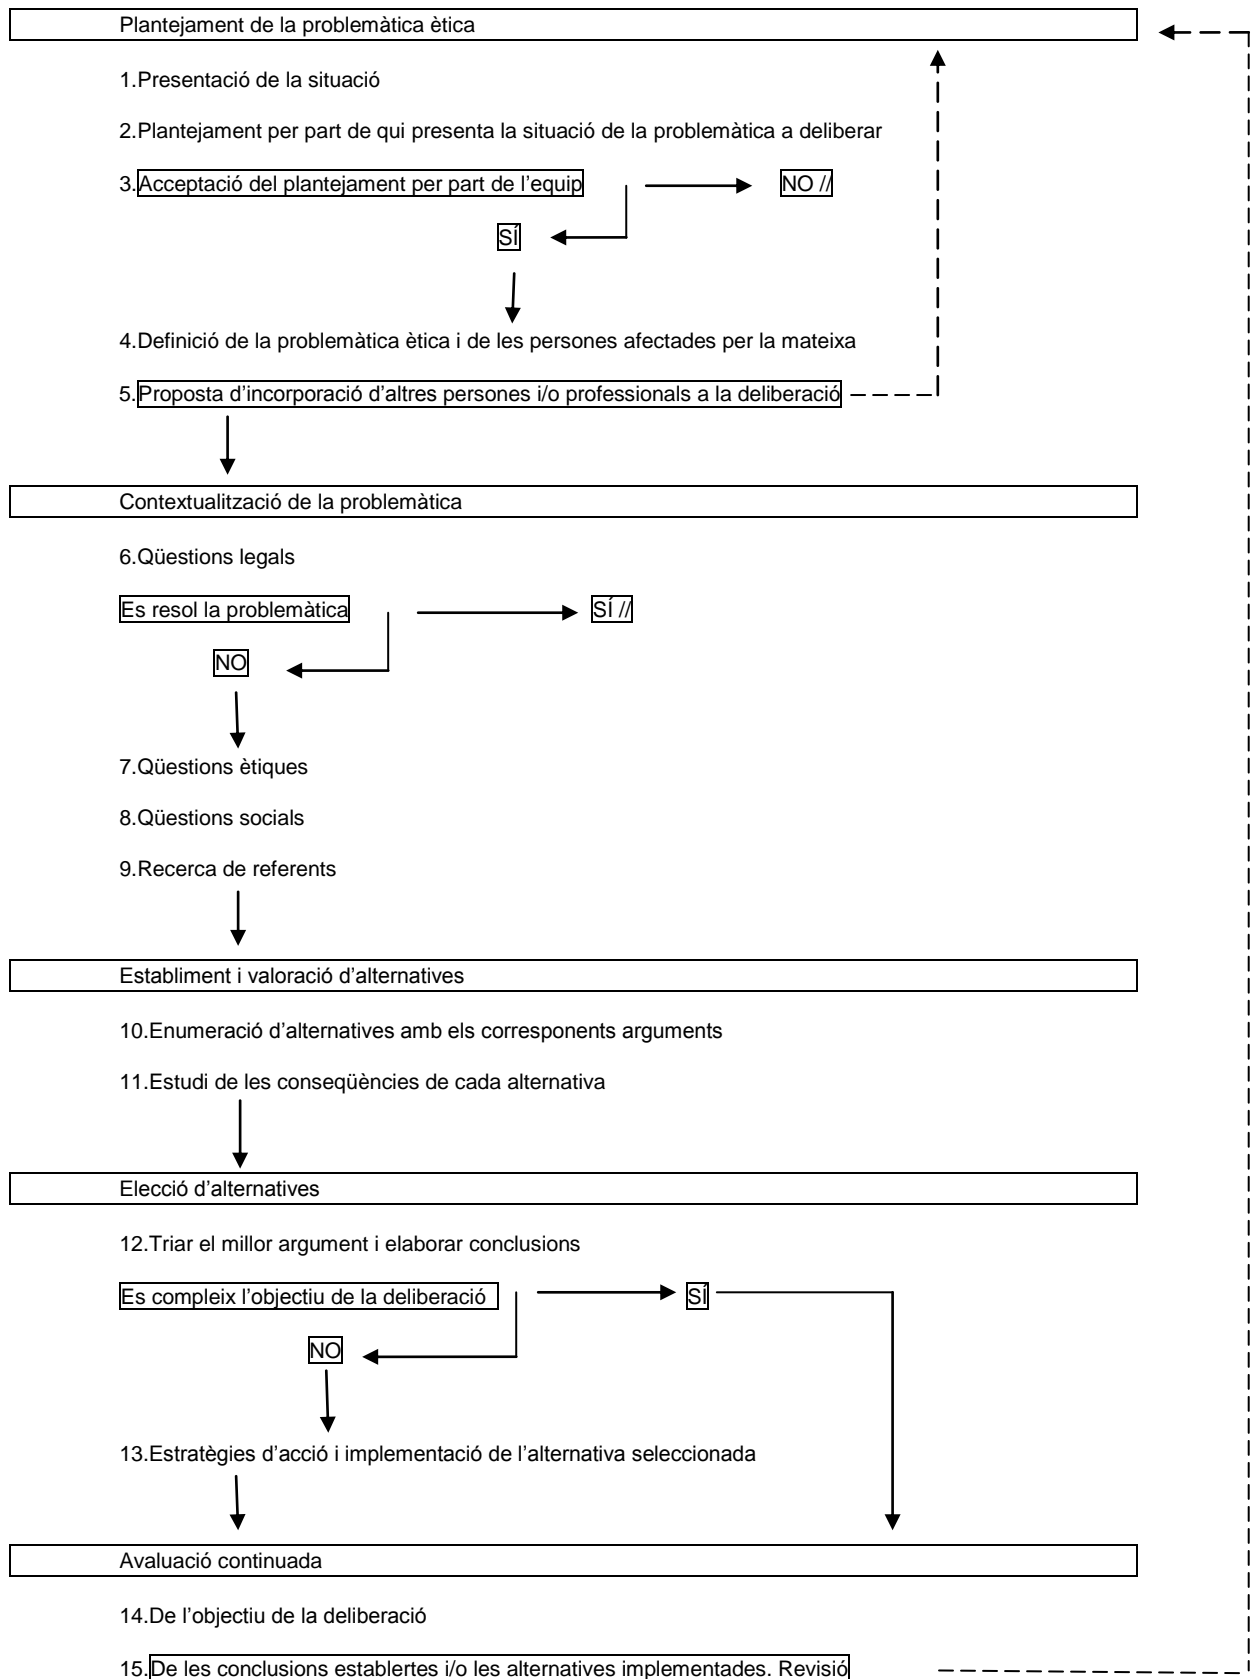 Plantejament de la problemàtica ètica
1.Presentació de la situació
2.Plantejament per part de qui presenta la situació de la problemàtica a deliberar
3.Acceptació del plantejament per part de l’equip NO //
SÍ
4.Definició de la problemàtica ètica i de les persones afectades per la mateixa
5.Proposta d’incorporació d’altres persones i/o professionals a la deliberació
Contextualització de la problemàtica
6.Qüestions legals
Es resol la problemàtica SÍ //
NO
7.Qüestions ètiques
8.Qüestions socials
9.Recerca de referents
Establiment i valoració d’alternatives
10.Enumeració d’alternatives amb els corresponents arguments
11.Estudi de les conseqüències de cada alternativa
Elecció d’alternatives
12.Triar el millor argument i elaborar conclusions
Es compleix l’objectiu de la deliberació SÍ
NO
13.Estratègies d’acció i implementació de l’alternativa seleccionada
Avaluació continuada
14.De l’objectiu de la deliberació
15.De les conclusions establertes i/o les alternatives implementades. Revisió